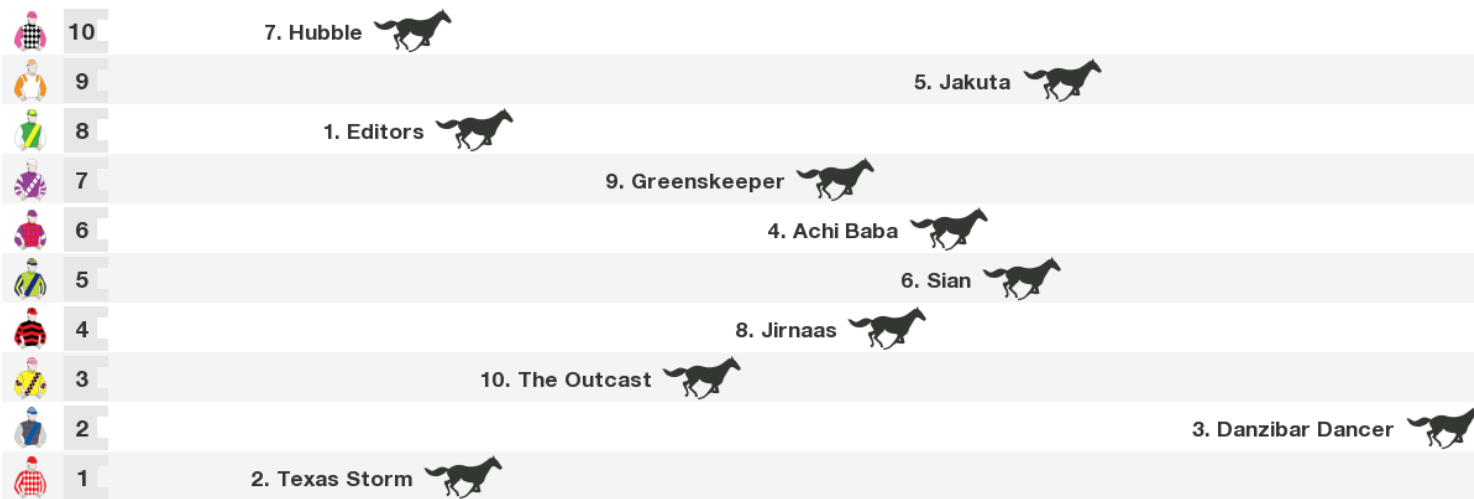 10 7. Hubble
9 5. Jakuta
8 1. Editors
7 9. Greenskeeper
6 4. Achi Baba
5 6. Sian
4 8. Jirnaas
3 10. The Outcast
2 3. Danzibar Dancer
1 2. Texas Storm